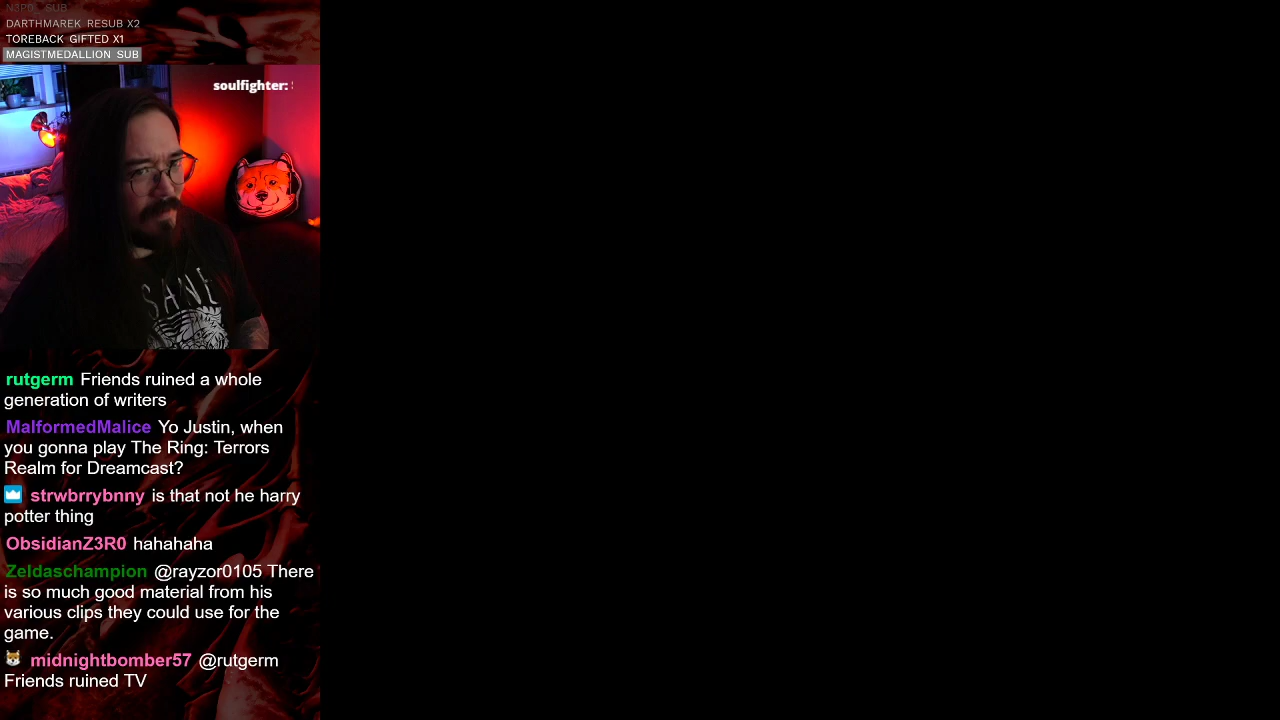 N3PD_ SUB
DARTHMAREK RESUB X2
TOREBACK GIFTED X1
MAGISTMEDALLION SUB
soulfighter:
SANE
rutgerm Friends ruined a whole
generation of writers
MalformedMalice Yo Justin, when
you gonna play The Ring: Terrors
Realm for Dreamcast?
strwbrrybnny is that not he harry
potter thing
ObsidianZ3R0 hahahaha
Zeldaschampion @rayzor0105 There
is so much good material from his
various clips they could use for the
game.
midnightbomber57 @rutgerm
Friends ruined TV